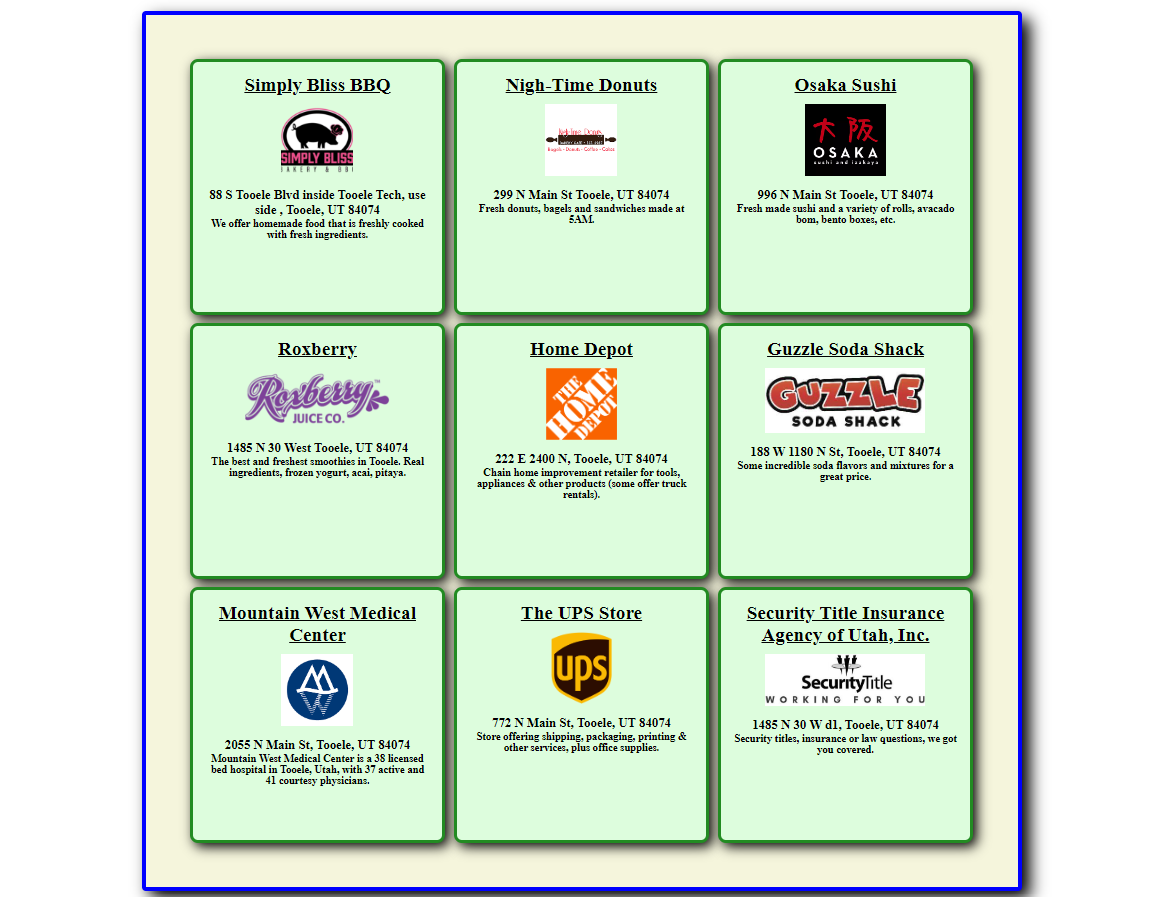 Simply Bliss BBQ
SIMPLY BLISS
BAKERY & BBQ
88 S Tooele Blvd inside Tooele Tech, use
side , Tooele, UT 84074
We offer homemade food that is freshly cooked
with fresh ingredients.
Nigh-Time Donuts
Nigh-Time Donuts
Bagels - Donuts - Coffee - Cakes
299 N Main St Tooele, UT 84074
Fresh donuts, bagels and sandwiches made at
5AM.
Osaka Sushi
大阪
OSAKA
sushi and izakaya
996 N Main St Tooele, UT 84074
Fresh made sushi and a variety of rolls, avacado
bom, bento boxes, etc.
Roxberry
Roxberry™
JUICE CO.
1485 N 30 West Tooele, UT 84074
The best and freshest smoothies in Tooele. Real
ingredients, frozen yogurt, acai, pitaya.
Home Depot
THE
HOME
DEPOT
222 E 2400 N, Tooele, UT 84074
Chain home improvement retailer for tools,
appliances & other products (some offer truck
rentals).
Guzzle Soda Shack
GUZZLE
SODA SHACK
188 W 1180 N St, Tooele, UT 84074
Some incredible soda flavors and mixtures for a
great price.
Mountain West Medical
Center
2055 N Main St, Tooele, UT 84074
Mountain West Medical Center is a 38 licensed
bed hospital in Tooele, Utah, with 37 active and
41 courtesy physicians.
The UPS Store
ups
772 N Main St, Tooele, UT 84074
Store offering shipping, packaging, printing &
other services, plus office supplies.
Security Title Insurance
Agency of Utah, Inc.
SecurityTitle
WORKING FOR YOU
1485 N 30 W d1, Tooele, UT 84074
Security titles, insurance or law questions, we got
you covered.